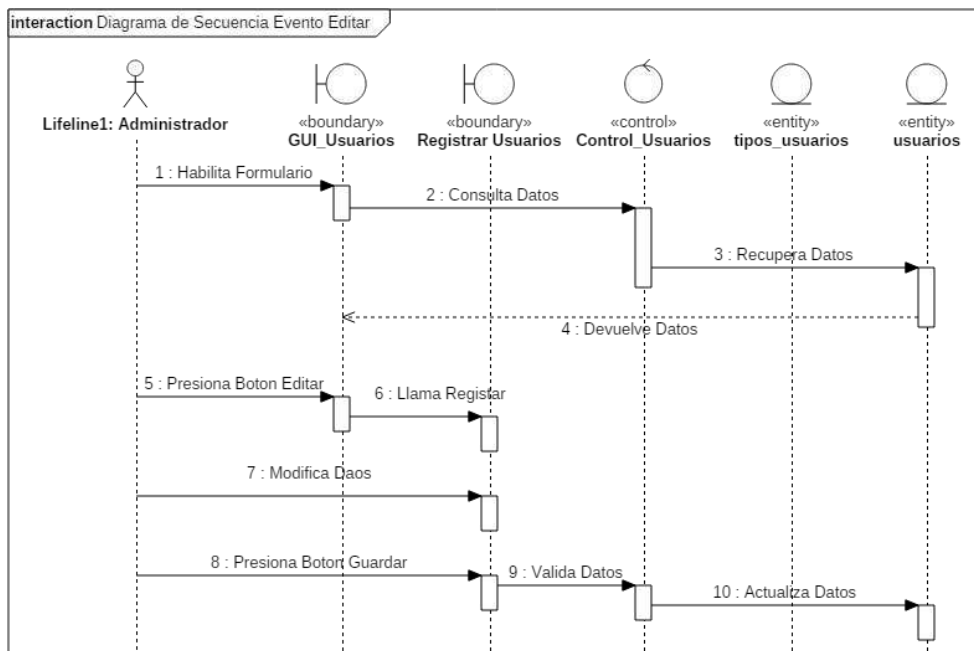 interaction Diagrama de Secuencia Evento Editar
Lifeline1: Administrador
«boundary»
GUI_Usuarios
«boundary»
Registrar Usuarios
«control»
Control_Usuarios
«entity»
tipos_usuarios
«entity»
usuarios
1 : Habilita Formulario
2 : Consulta Datos
3 : Recupera Datos
4 : Devuelve Datos
5 : Presiona Boton Editar
6 : Llama Registar
7 : Modifica Daos
8 : Presiona Boton Guardar
9 : Valida Datos
10 : Actualiza Datos